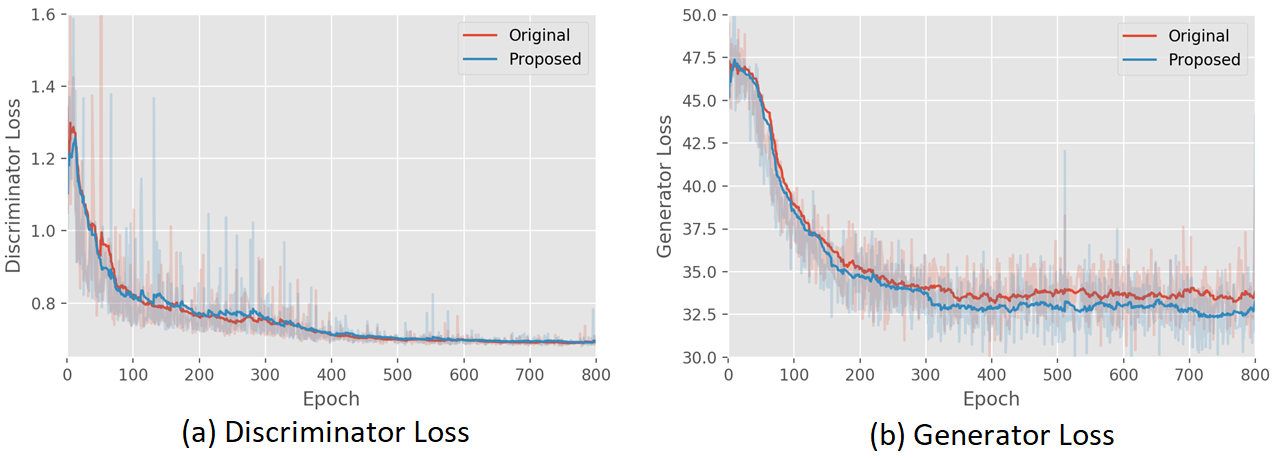 1.6
1.4
1.2
1.0
0.8
Discriminator Loss
Original
Proposed
0 100 200 300 400 500 600 700 800
Epoch
(a) Discriminator Loss
50.0
47.5
45.0
42.5
40.0
37.5
35.0
32.5
30.0
Generator Loss
Original
Proposed
0 100 200 300 400 500 600 700 800
Epoch
(b) Generator Loss